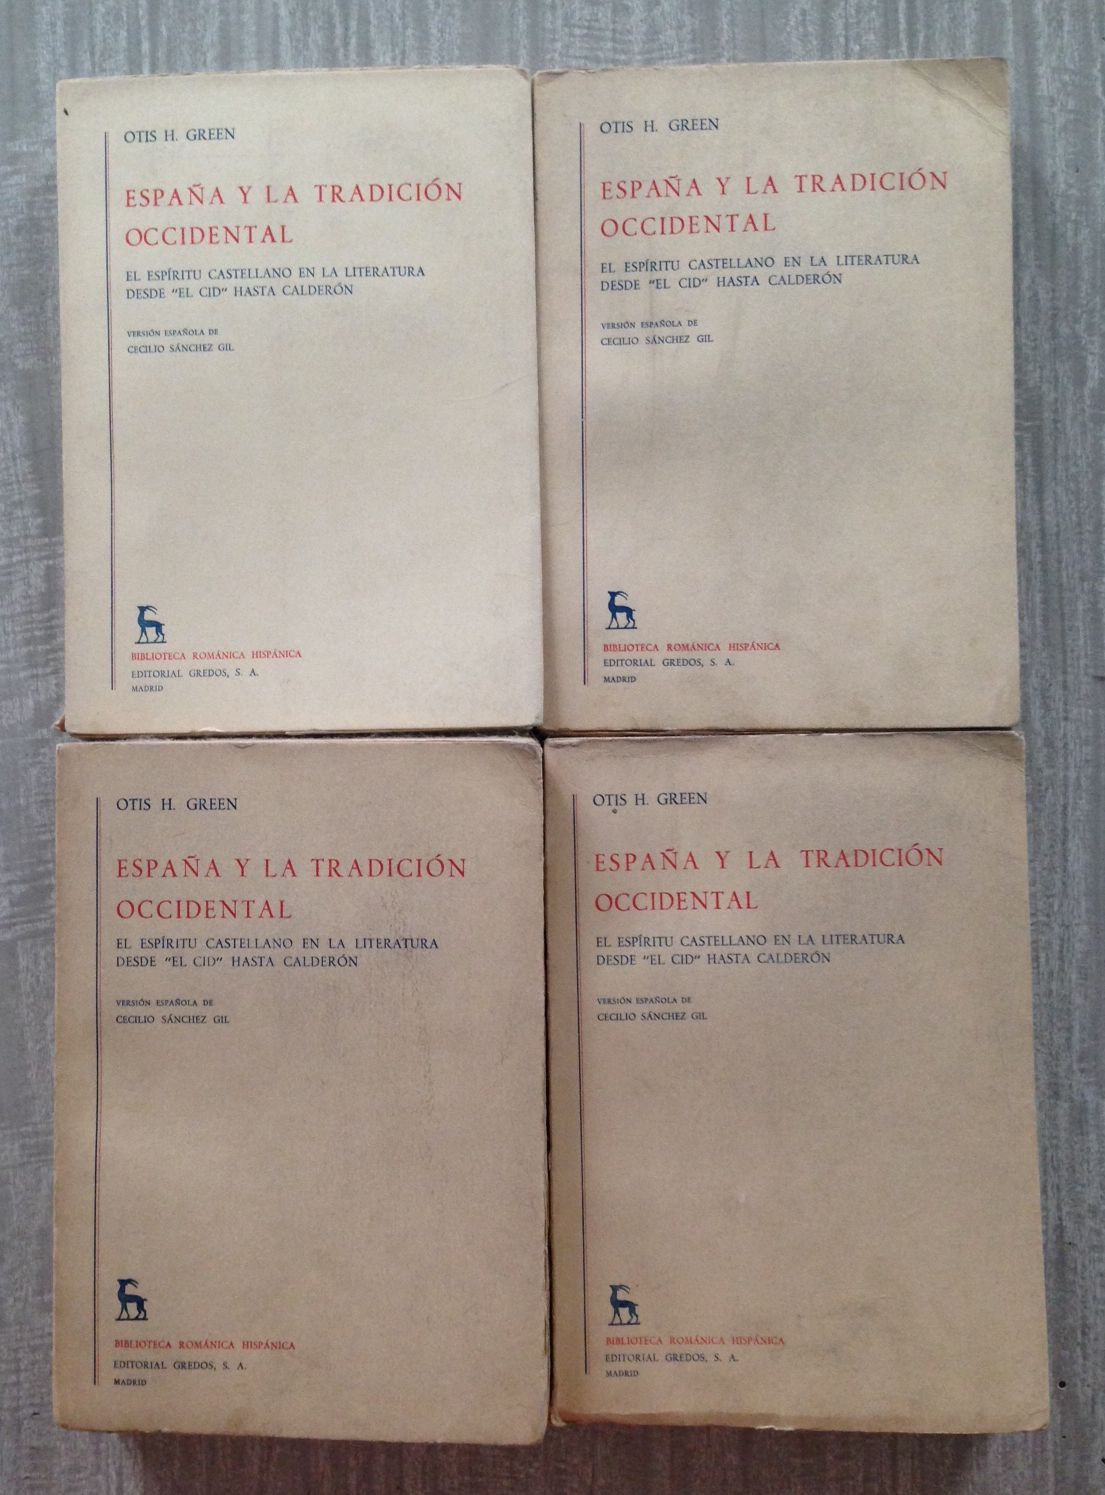 OTIS H. GREEN
ESPAÑA Y LA TRADICIÓN
OCCIDENTAL
EL ESPÍRITU CASTELLANO EN LA LITERATURA
DESDE "EL CID" HASTA CALDERÓN
VERSIÓN ESPAÑOLA DE
CECILIO SÁNCHEZ GIL
BIBLIOTECA ROMÁNICA HISPÁNICA
EDITORIAL GREDOS, S. A.
MADRID
OTIS H. GREEN
ESPAÑA Y LA TRADICIÓN
OCCIDENTAL
EL ESPÍRITU CASTELLANO EN LA LITERATURA
DESDE "EL CID" HASTA CALDERÓN
VERSIÓN ESPAÑOLA DE
CECILIO SÁNCHEZ GIL
BIBLIOTECA ROMÁNICA HISPÁNICA
EDITORIAL GREDOS, S. A.
MADRID
OTIS H. GREEN
ESPAÑA Y LA TRADICIÓN
OCCIDENTAL
EL ESPÍRITU CASTELLANO EN LA LITERATURA
DESDE "EL CID" HASTA CALDERÓN
VERSIÓN ESPAÑOLA DE
CECILIO SÁNCHEZ GIL
BIBLIOTECA ROMÁNICA HISPÁNICA
EDITORIAL GREDOS, S. A.
MADRID
OTIS H. GREEN
ESPAÑA Y LA TRADICIÓN
OCCIDENTAL
EL ESPÍRITU CASTELLANO EN LA LITERATURA
DESDE "EL CID" HASTA CALDERÓN
VERSIÓN ESPAÑOLA DE
CECILIO SÁNCHEZ GIL
BIBLIOTECA ROMÁNICA HISPÁNICA
EDITORIAL GREDOS, S. A.
MADRID